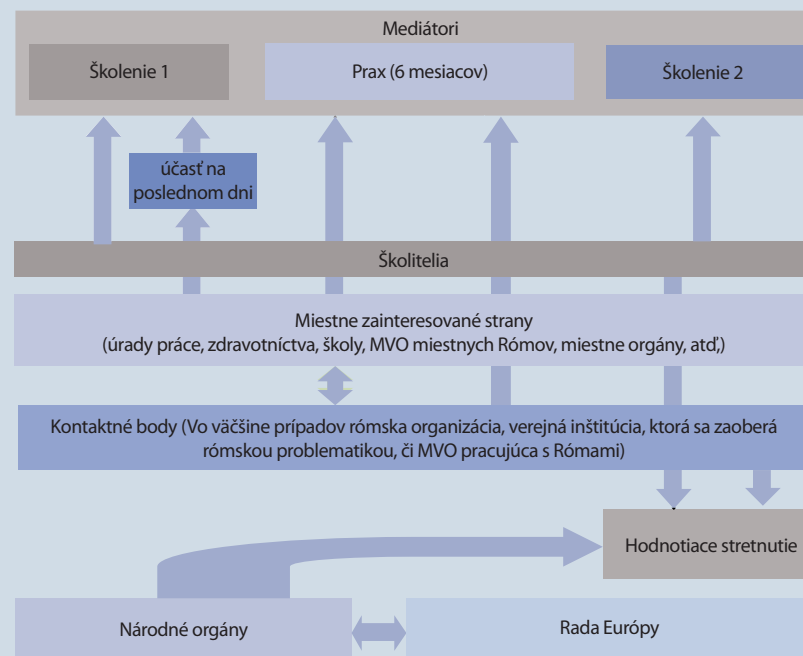 Mediátori
Školenie 1
Prax (6 mesiacov)
Školenie 2
účasť na
poslednom dni
Školitelia
Miestne zainteresované strany
(úrady práce, zdravotníctva, školy, MVO miestnych Rómov, miestne orgány, atď,)
Kontaktné body (Vo väčšine prípadov rómska organizácia, verejná inštitúcia, ktorá sa zaoberá
rómskou problematikou, či MVO pracujúca s Rómami)
Hodnotiace stretnutie
Národné orgány
Rada Európy